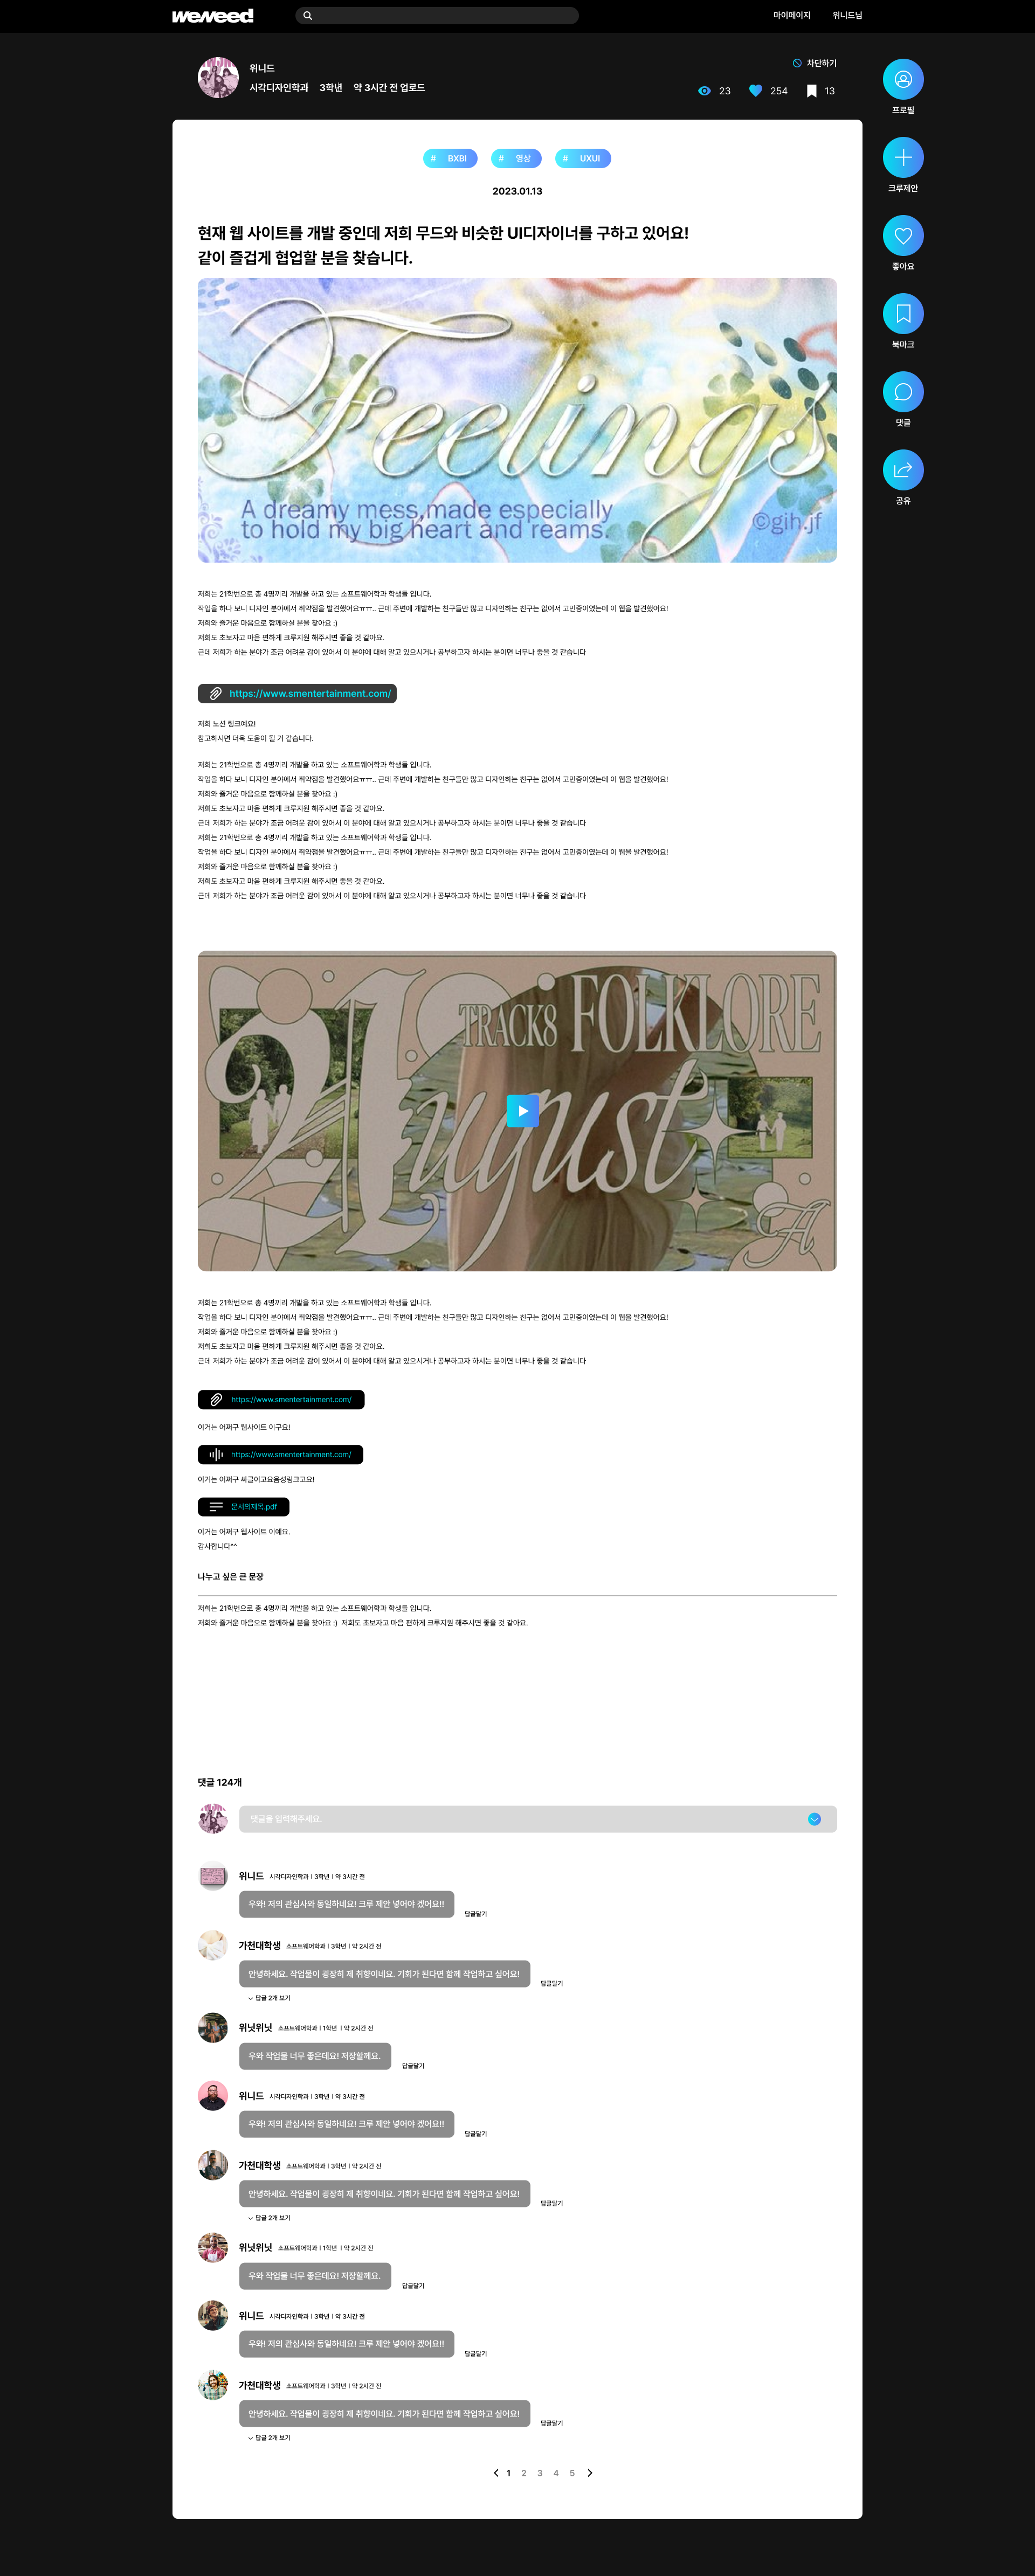 weweed!
마이페이지
위니드님
위니드
시각디자인학과 3학년 약 3시간 전 업로드
차단하기
23 254 13
프로필
크루제안
좋아요
북마크
댓글
공유
# BXBI # 영상 # UXUI
2023.01.13
현재 웹 사이트를 개발 중인데 저희 무드와 비슷한 UI디자이너를 구하고 있어요!
같이 즐겁게 협업할 분을 찾습니다.
Feelings
A dreamy mess,made especially
to hold my big heart and reams.
©gih.jf
저희는 21학번으로 총 4명끼리 개발을 하고 있는 소프트웨어학과 학생들 입니다.
작업을 하다 보니 디자인 분야에서 취약점을 발견했어요ㅠㅠ.. 근데 주변에 개발하는 친구들만 많고 디자인하는 친구는 없어서 고민중이였는데 이 웹을 발견했어요!
저희와 즐거운 마음으로 함께하실 분을 찾아요 :)
저희도 초보자고 마음 편하게 크루지원 해주시면 좋을 것 같아요.
근데 저희가 하는 분야가 조금 어려운 감이 있어서 이 분야에 대해 알고 있으시거나 공부하고자 하시는 분이면 너무나 좋을 것 같습니다
https://www.smentertainment.com/
저희 노션 링크예요!
참고하시면 더욱 도움이 될 거 같습니다.
저희는 21학번으로 총 4명끼리 개발을 하고 있는 소프트웨어학과 학생들 입니다.
작업을 하다 보니 디자인 분야에서 취약점을 발견했어요ㅠㅠ.. 근데 주변에 개발하는 친구들만 많고 디자인하는 친구는 없어서 고민중이였는데 이 웹을 발견했어요!
저희와 즐거운 마음으로 함께하실 분을 찾아요 :)
저희도 초보자고 마음 편하게 크루지원 해주시면 좋을 것 같아요.
근데 저희가 하는 분야가 조금 어려운 감이 있어서 이 분야에 대해 알고 있으시거나 공부하고자 하시는 분이면 너무나 좋을 것 같습니다
저희는 21학번으로 총 4명끼리 개발을 하고 있는 소프트웨어학과 학생들 입니다.
작업을 하다 보니 디자인 분야에서 취약점을 발견했어요ㅠㅠ.. 근데 주변에 개발하는 친구들만 많고 디자인하는 친구는 없어서 고민중이였는데 이 웹을 발견했어요!
저희와 즐거운 마음으로 함께하실 분을 찾아요 :)
저희도 초보자고 마음 편하게 크루지원 해주시면 좋을 것 같아요.
근데 저희가 하는 분야가 조금 어려운 감이 있어서 이 분야에 대해 알고 있으시거나 공부하고자 하시는 분이면 너무나 좋을 것 같습니다
TRACK8 FOLKLORE
August
A
저희는 21학번으로 총 4명끼리 개발을 하고 있는 소프트웨어학과 학생들 입니다.
작업을 하다 보니 디자인 분야에서 취약점을 발견했어요ㅠㅠ.. 근데 주변에 개발하는 친구들만 많고 디자인하는 친구는 없어서 고민중이였는데 이 웹을 발견했어요!
저희와 즐거운 마음으로 함께하실 분을 찾아요 :)
저희도 초보자고 마음 편하게 크루지원 해주시면 좋을 것 같아요.
근데 저희가 하는 분야가 조금 어려운 감이 있어서 이 분야에 대해 알고 있으시거나 공부하고자 하시는 분이면 너무나 좋을 것 같습니다
https://www.smentertainment.com/
이거는 어쩌구 웹사이트 이구요!
https://www.smentertainment.com/
이거는 어쩌구 싸클이고요음성링크고요!
문서의제목.pdf
이거는 어쩌구 웹사이트 이예요.
감사합니다^^
나누고 싶은 큰 문장
저희는 21학번으로 총 4명끼리 개발을 하고 있는 소프트웨어학과 학생들 입니다.
저희와 즐거운 마음으로 함께하실 분을 찾아요 :) 저희도 초보자고 마음 편하게 크루지원 해주시면 좋을 것 같아요.
댓글 124개
댓글을 입력해주세요.
위니드 시각디자인학과 l 3학년 l 약 3시간 전
우와! 저의 관심사와 동일하네요! 크루 제안 넣어야 겠어요!!
답글달기
가천대학생 소프트웨어학과 l 3학년 l 약 2시간 전
안녕하세요. 작업물이 굉장히 제 취향이네요. 기회가 된다면 함께 작업하고 싶어요!
답글달기
답글 2개 보기
위닛위닛 소프트웨어학과 l 1학년 l 약 2시간 전
우와 작업물 너무 좋은데요! 저장할께요.
답글달기
위니드 시각디자인학과 l 3학년 l 약 3시간 전
우와! 저의 관심사와 동일하네요! 크루 제안 넣어야 겠어요!!
답글달기
가천대학생 소프트웨어학과 l 3학년 l 약 2시간 전
안녕하세요. 작업물이 굉장히 제 취향이네요. 기회가 된다면 함께 작업하고 싶어요!
답글달기
답글 2개 보기
위닛위닛 소프트웨어학과 l 1학년 l 약 2시간 전
우와 작업물 너무 좋은데요! 저장할께요.
답글달기
위니드 시각디자인학과 l 3학년 l 약 3시간 전
우와! 저의 관심사와 동일하네요! 크루 제안 넣어야 겠어요!!
답글달기
가천대학생 소프트웨어학과 l 3학년 l 약 2시간 전
안녕하세요. 작업물이 굉장히 제 취향이네요. 기회가 된다면 함께 작업하고 싶어요!
답글달기
답글 2개 보기
1 2 3 4 5